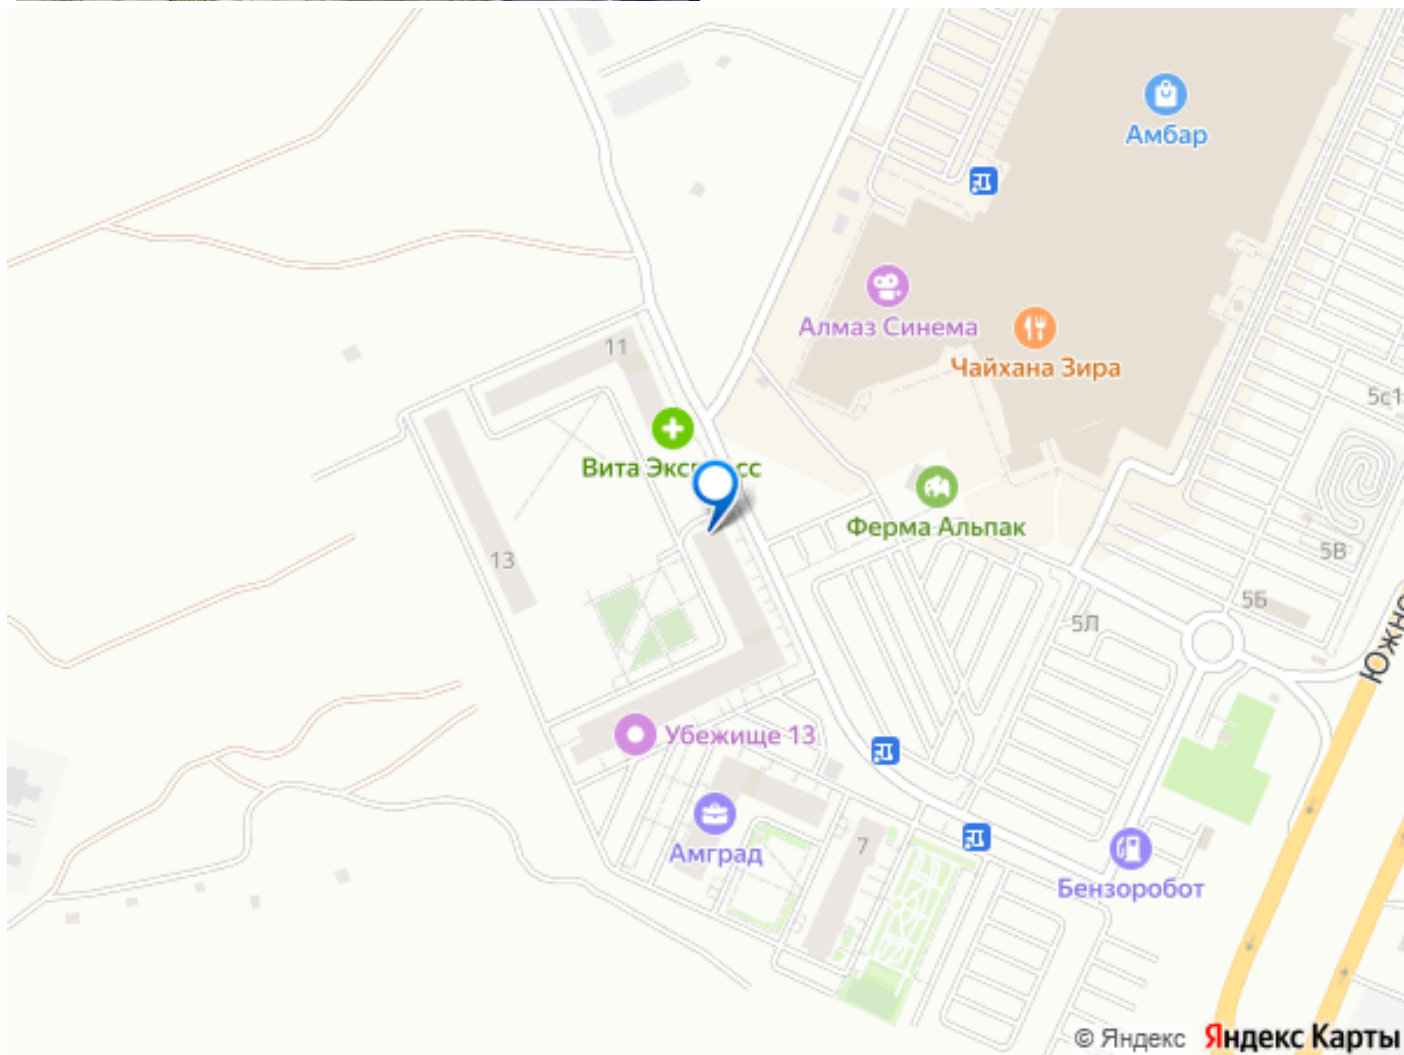 Амбар
Алмаз Синема
Чайхана Зира
11
5с1
Вита Экс
сс
Ферма Альпак
13
5В
5Б
5Л
Южно
Убежище 13
Амград
7
Бензоробот
© Яндекс Яндекс Карты